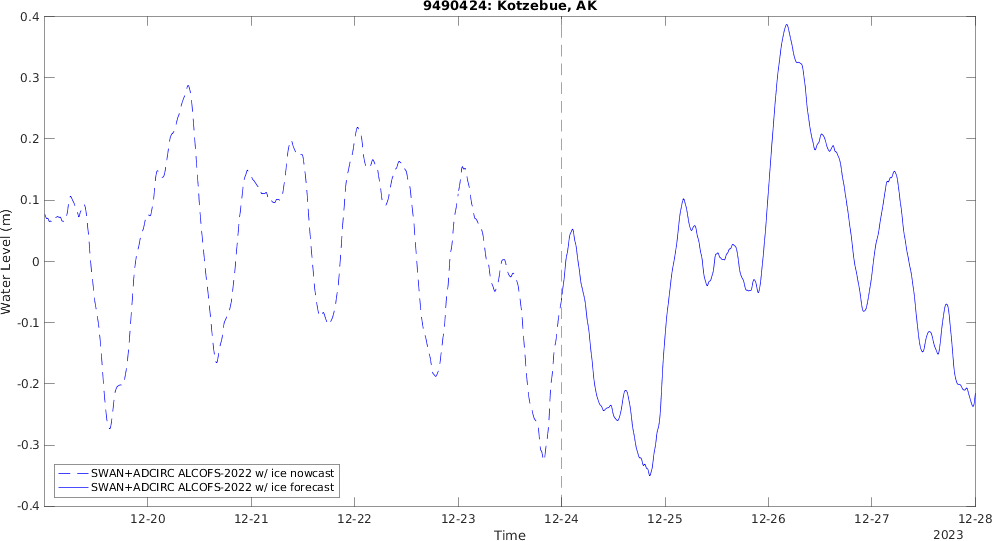 9490424: Kotzebue, AK
0.4
0.3
0.2
0.1
0
-0.1
-0.2
-0.3
-0.4
Water Level (m)
SWAN+ADCIRC ALCOFS-2022 w/ ice nowcast
SWAN+ADCIRC ALCOFS-2022 w/ ice forecast
12-20 12-21 12-22 12-23 12-24 12-25 12-26 12-27 12-28
Time
2023